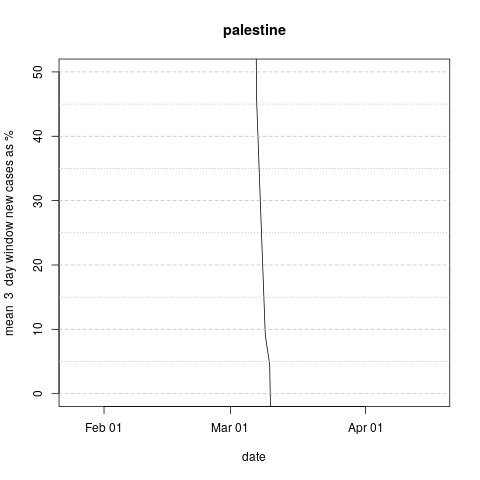 palestine
mean 3 day window new cases as %
50
40
30
20
10
0
Feb 01
Mar 01
Apr 01
date